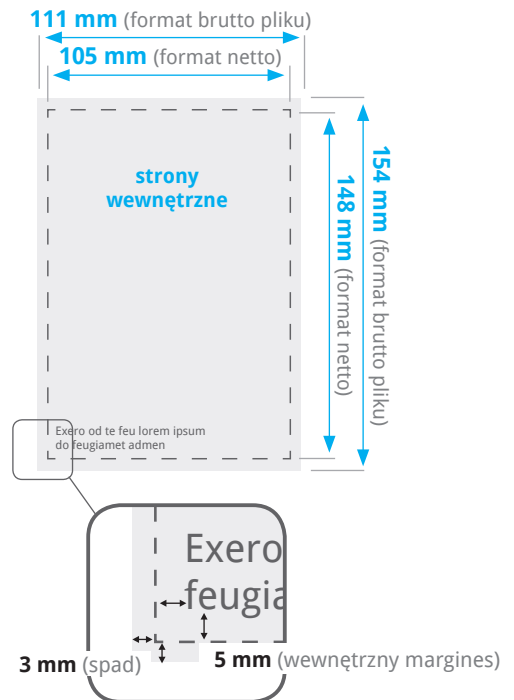 111 mm (format brutto pliku)
105 mm (format netto)
strony
wewnętrzne
148 mm (format netto)
154 mm (format brutto pliku)
Exero od te feu lorem ipsum
do feugiamet admen
Exero
feugia
3 mm (spad)
5 mm (wewnętrzny margines)